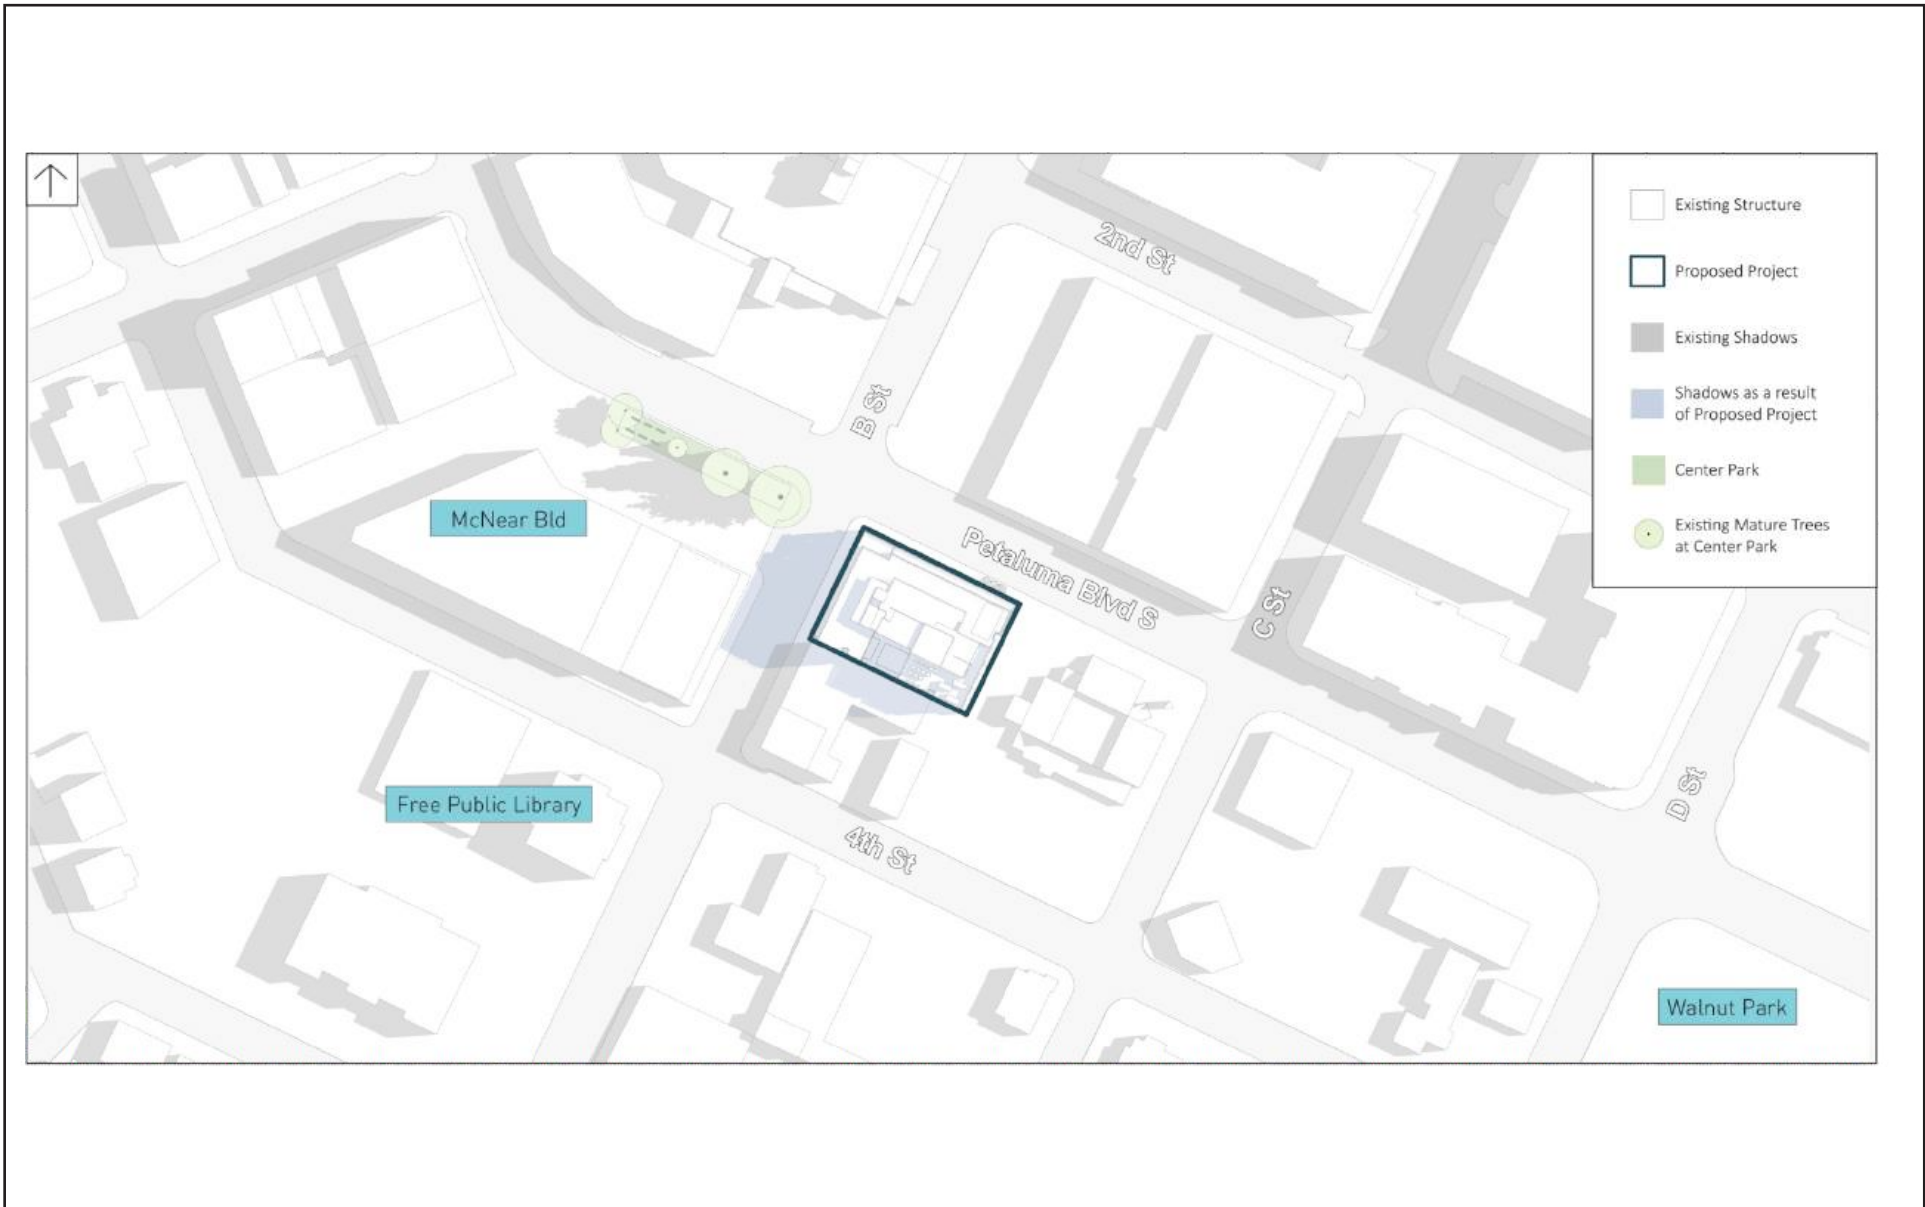 2nd St
B St
McNear Bld
Petaluma Blvd S
C St
D St
Free Public Library
4th St
Walnut Park
Existing Structure
Proposed Project
Existing Shadows
Shadows as a result
of Proposed Project
Center Park
Existing Mature Trees
at Center Park